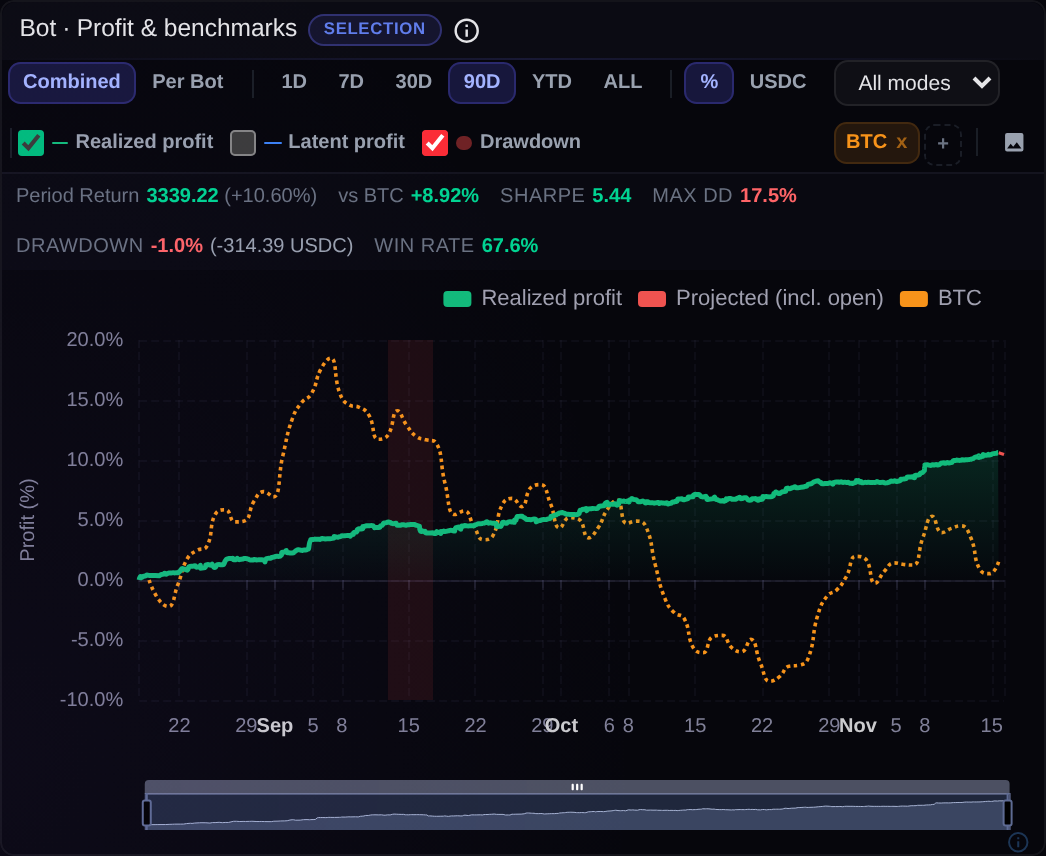 Bot · Profit & benchmarks SELECTION
Combined Per Bot 1D 7D 30D 90D YTD ALL % USDC All modes
Realized profit Latent profit Drawdown BTC x +
Period Return 3339.22 (+10.60%) vs BTC +8.92% SHARPE 5.44 MAX DD 17.5%
DRAWDOWN -1.0% (-314.39 USDC) WIN RATE 67.6%
Realized profit Projected (incl. open) BTC
Profit (%)
20.0%
15.0%
10.0%
5.0%
0.0%
-5.0%
-10.0%
22 29 Sep 5 8 15 22 29 Oct 6 8 15 22 29 Nov 5 8 15